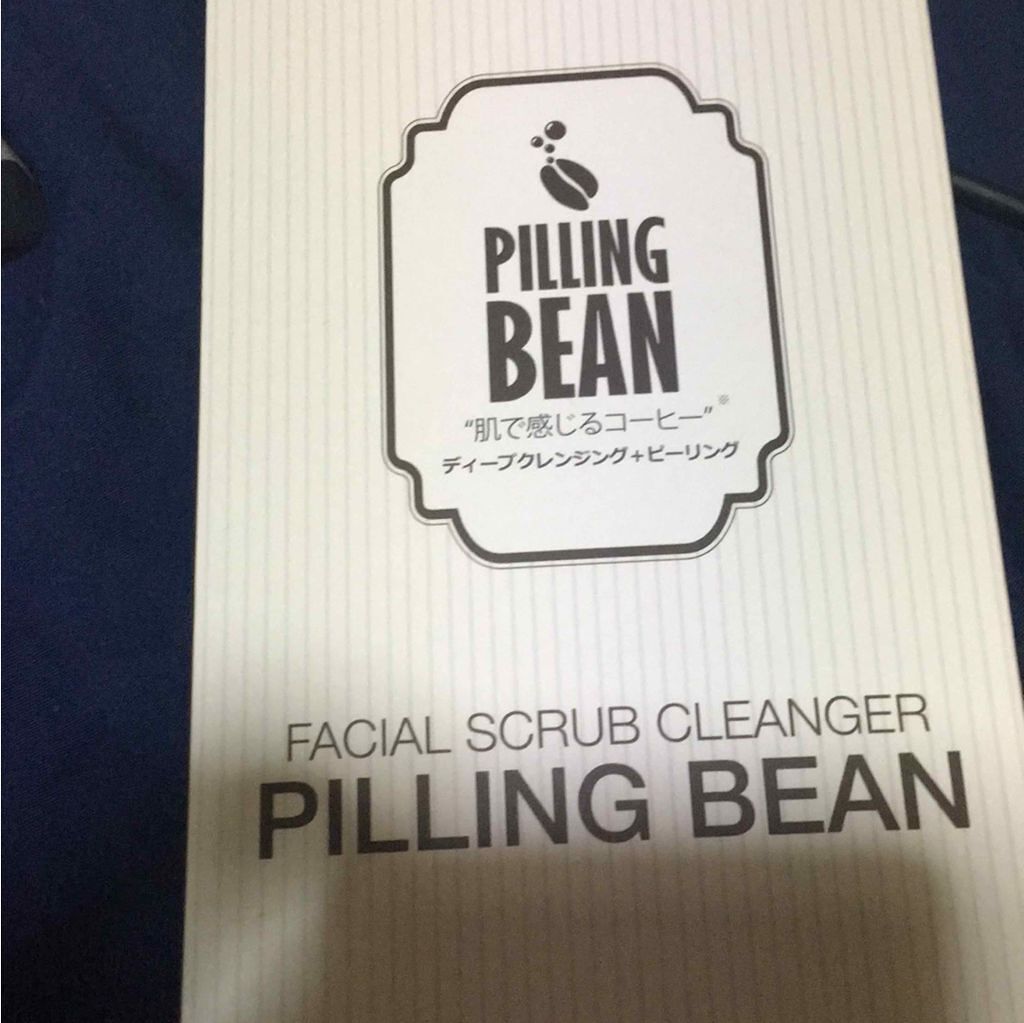 PILLING
BEAN
“肌で感じるコーヒー”※
ディープクレンジング+ピーリング
FACIAL SCRUB CLEANGER
PILLING BEAN